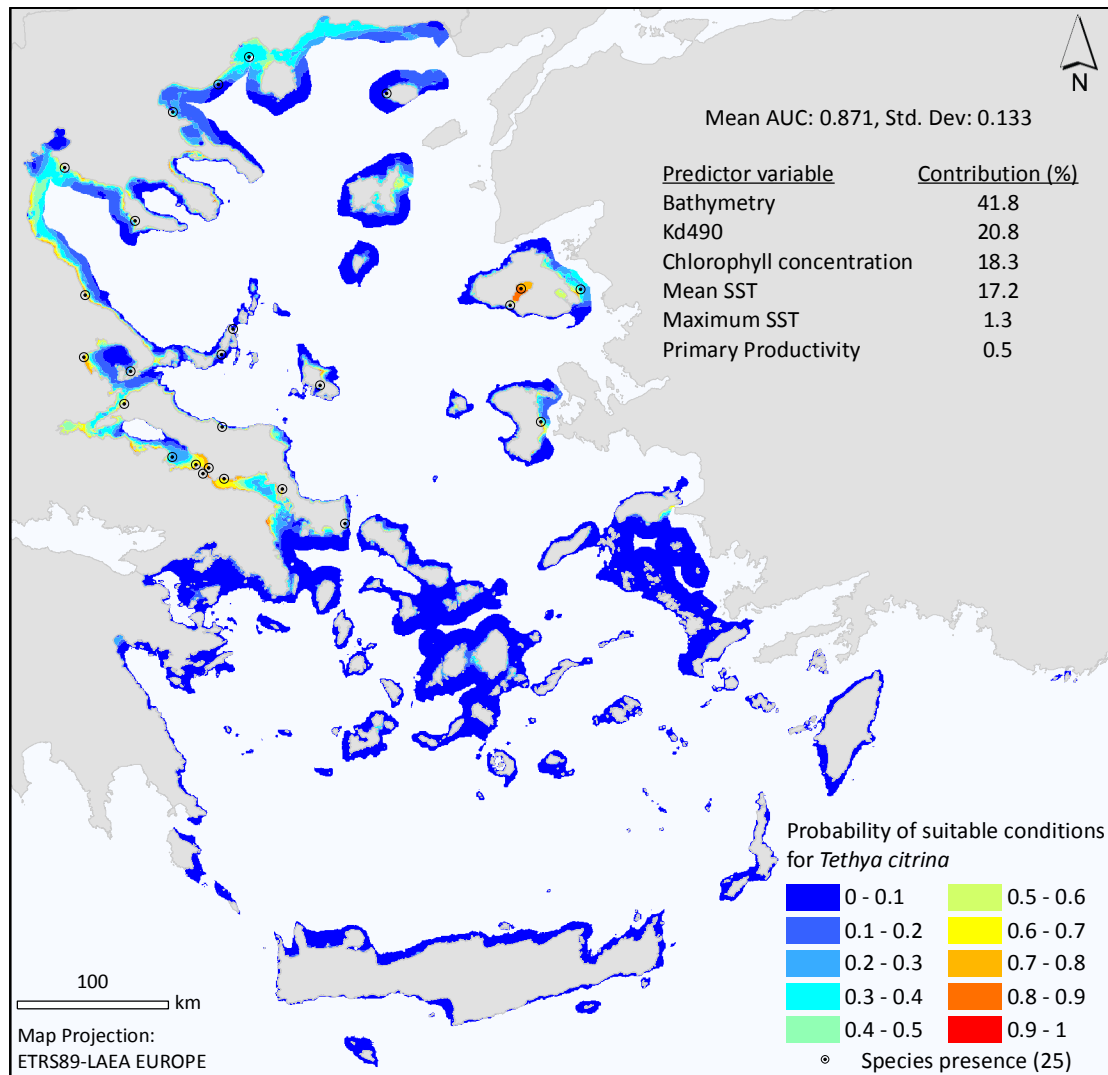 N
Mean AUC: 0.871, Std. Dev: 0.133
Predictor variable Contribution (%)
Bathymetry 41.8
Kd490 20.8
Chlorophyll concentration 18.3
Mean SST 17.2
Maximum SST 1.3
Primary Productivity 0.5
Probability of suitable conditions
for Tethya citrina
0 - 0.1 0.5 - 0.6
0.1 - 0.2 0.6 - 0.7
0.2 - 0.3 0.7 - 0.8
0.3 - 0.4 0.8 - 0.9
0.4 - 0.5 0.9 - 1
Species presence (25)
100
km
Map Projection:
ETRS89-LAEA EUROPE